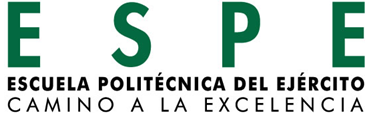 ESPE
ESCUELA POLITÉCNICA DEL EJÉRCITO
CAMINO A LA EXCELENCIA